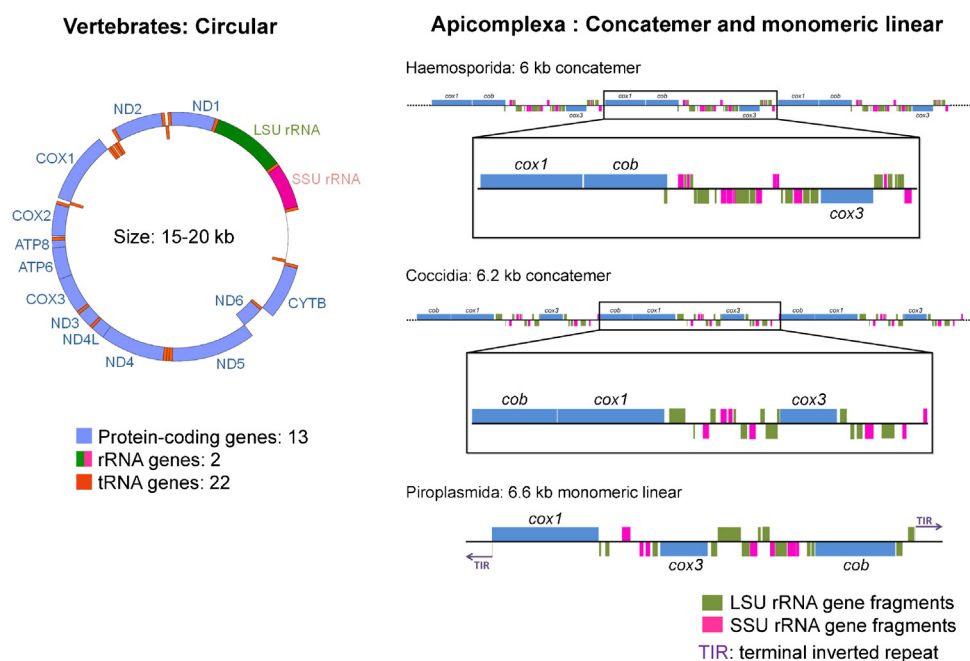 Vertebrates: Circular
ND2
ND1
LSU rRNA
COX1
SSU rRNA
COX2
Size: 15-20 kb
ATP8
ATP6
COX3
ND6
CYTB
ND3
ND4L
ND4
ND5
Protein-coding genes: 13
rRNA genes: 2
tRNA genes: 22
Apicomplexa : Concatemer and monomeric linear
Haemosporida: 6 kb concatemer
cox1 cob cox1 cob cox1 cob
cox3 cox3 cox3
cox1 cob
cox3
Coccidia: 6.2 kb concatemer
cob cox1 cox3 cob cox1 cox3 cob cox1 cox3
cob cox1 cox3
Piroplasmida: 6.6 kb monomeric linear
cox1
TIR
TIR
cox3 cob
LSU rRNA gene fragments
SSU rRNA gene fragments
TIR: terminal inverted repeat